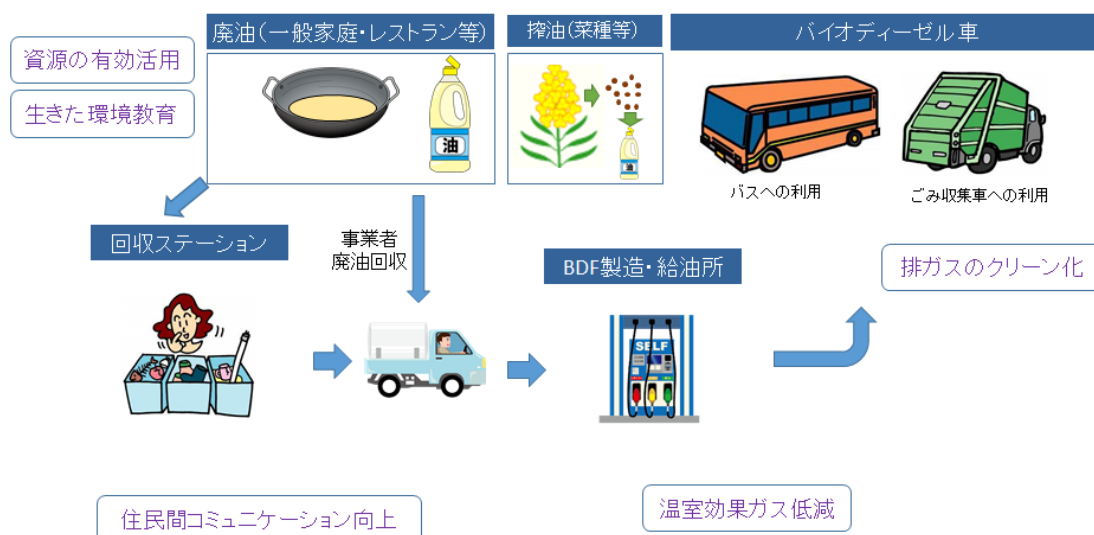 廃油(一般家庭・レストラン等)
搾油(菜種等)
バイオディーゼル車
資源の有効活用
生きた環境教育
油
油
バスへの利用
ごみ収集車への利用
回収ステーション
事業者
廃油回収
BDF製造・給油所
排ガスのクリーン化
SELF
住民間コミュニケーション向上
温室効果ガス低減